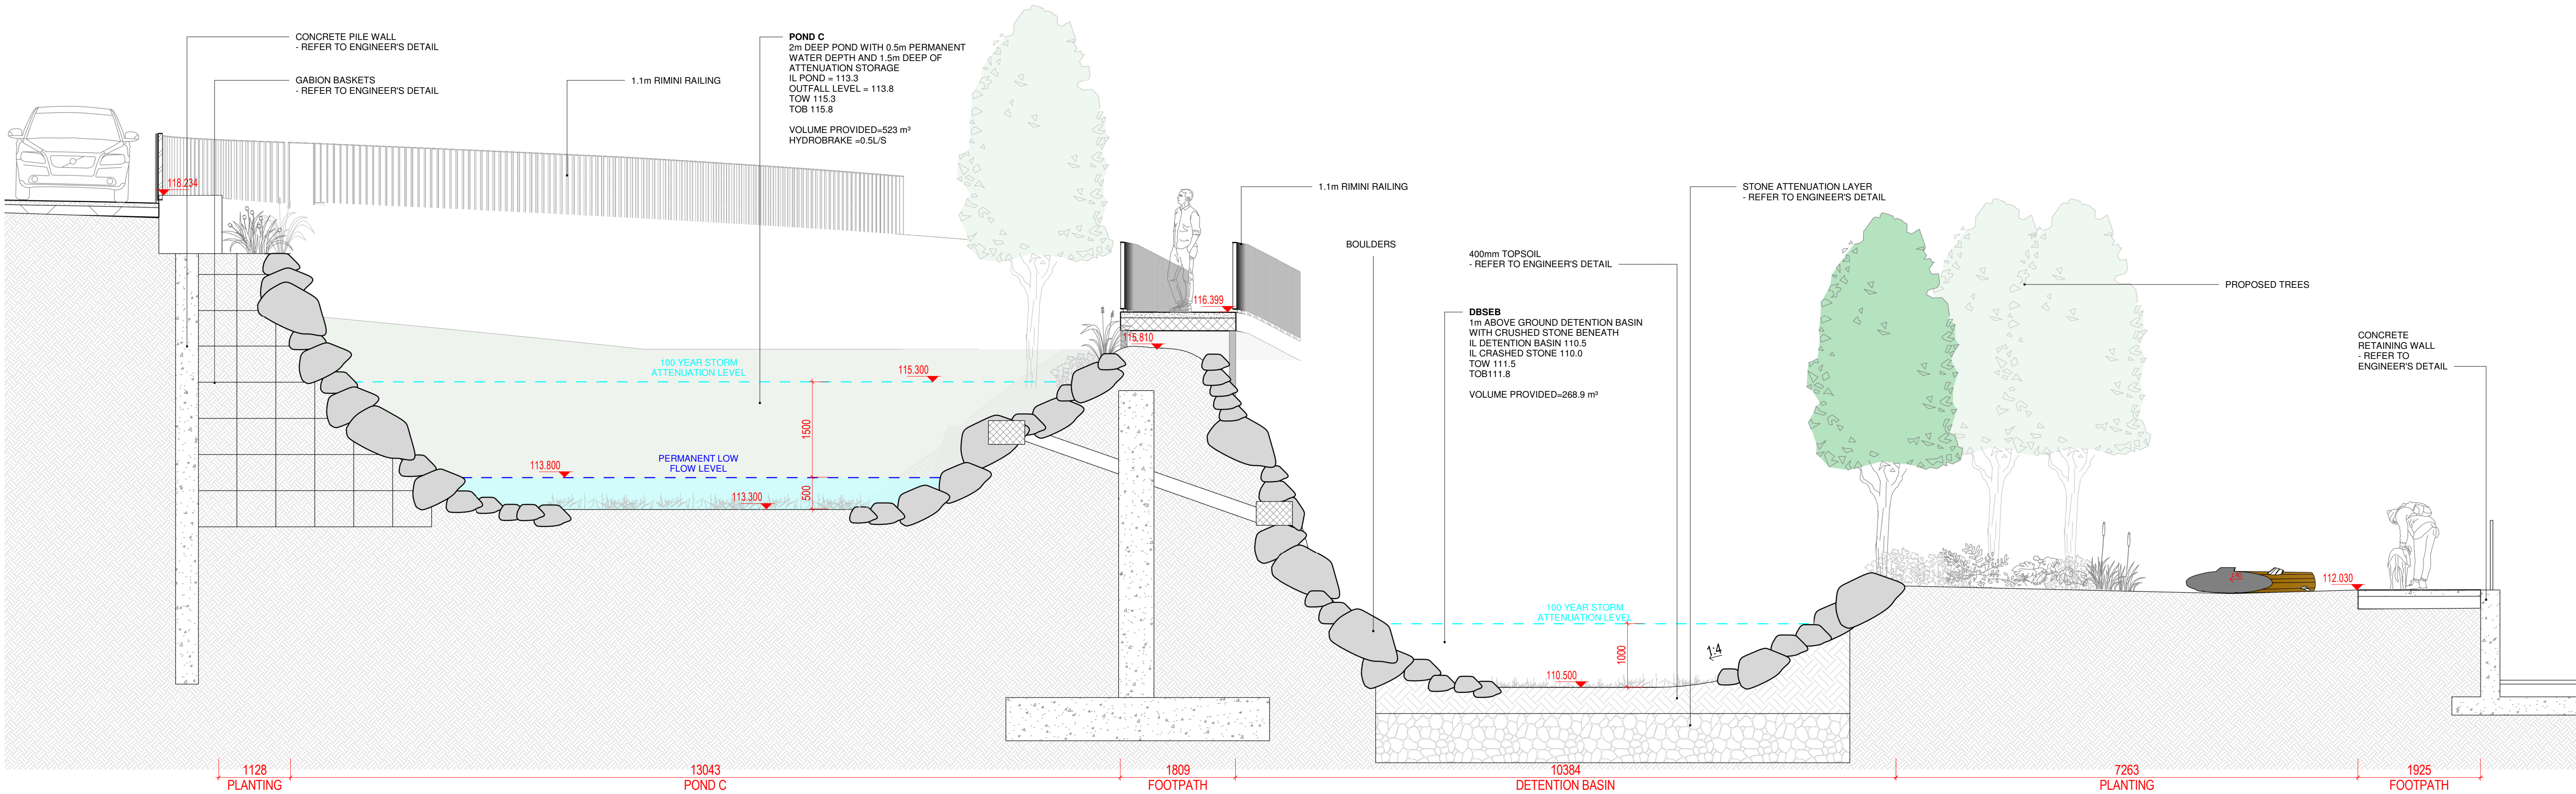 CONCRETE PILE WALL
- REFER TO ENGINEER'S DETAIL
GABION BASKETS
- REFER TO ENGINEER'S DETAIL
1.1m RIMINI RAILING
POND C
2m DEEP POND WITH 0.5m PERMANENT
WATER DEPTH AND 1.5m DEEP OF
ATTENUATION STORAGE
IL POND = 113.3
OUTFALL LEVEL = 113.8
TOW 115.3
TOB 115.8
VOLUME PROVIDED=523 m³
HYDROBRAKE =0.5L/S
118.234
1.1m RIMINI RAILING
BOULDERS
116.399
115.810
100 YEAR STORM
ATTENUATION LEVEL
115.300
1500
PERMANENT LOW
FLOW LEVEL
113.800
500
113.300
400mm TOPSOIL
- REFER TO ENGINEER'S DETAIL
DBSEB
1m ABOVE GROUND DETENTION BASIN
WITH CRUSHED STONE BENEATH
IL DETENTION BASIN 110.5
IL CRASHED STONE 110.0
TOW 111.5
TOB111.8
VOLUME PROVIDED=268.9 m³
STONE ATTENUATION LAYER
- REFER TO ENGINEER'S DETAIL
PROPOSED TREES
CONCRETE
RETAINING WALL
- REFER TO
ENGINEER'S DETAIL
112.030
100 YEAR STORM
ATTENUATION LEVEL
1000
1:4
110.500
1128
PLANTING
13043
POND C
1809
FOOTPATH
10384
DETENTION BASIN
7263
PLANTING
1925
FOOTPATH